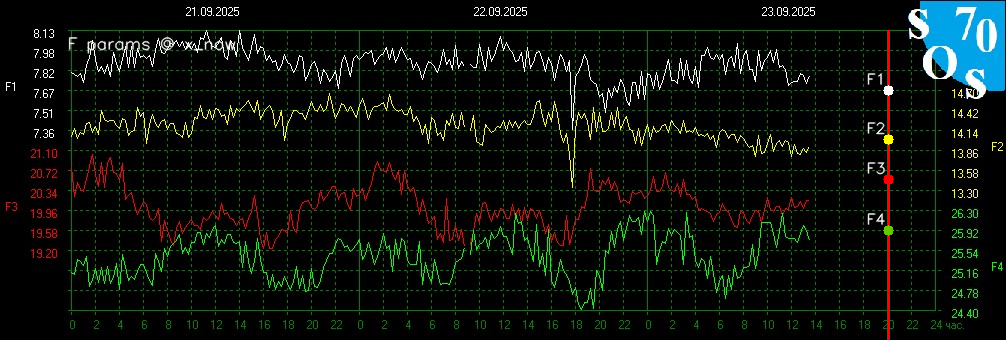 21.09.2025 22.09.2025 23.09.2025
SOS 70
F params @ x_now
F1
8.13
7.98
7.82
7.67
7.51
7.36
F3
21.10
20.72
20.34
19.96
19.58
19.20
F1
F2
F3
F4
14.70
14.42
14.14
13.86
13.58
13.30
F2
26.30
25.92
25.54
25.16
24.78
24.40
F4
0 2 4 6 8 10 12 14 16 18 20 22 0 2 4 6 8 10 12 14 16 18 20 22 0 2 4 6 8 10 12 14 16 18 20 22 24 час.